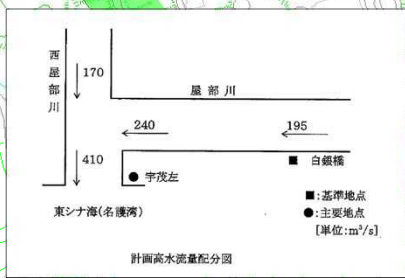 西屋部川
170
屋部川
240
195
410
■ 白銀橋
● 宇茂左
東シナ海(名護湾)
■:基準地点
●:主要地点
[単位:m³/s]
計画高水流量配分図